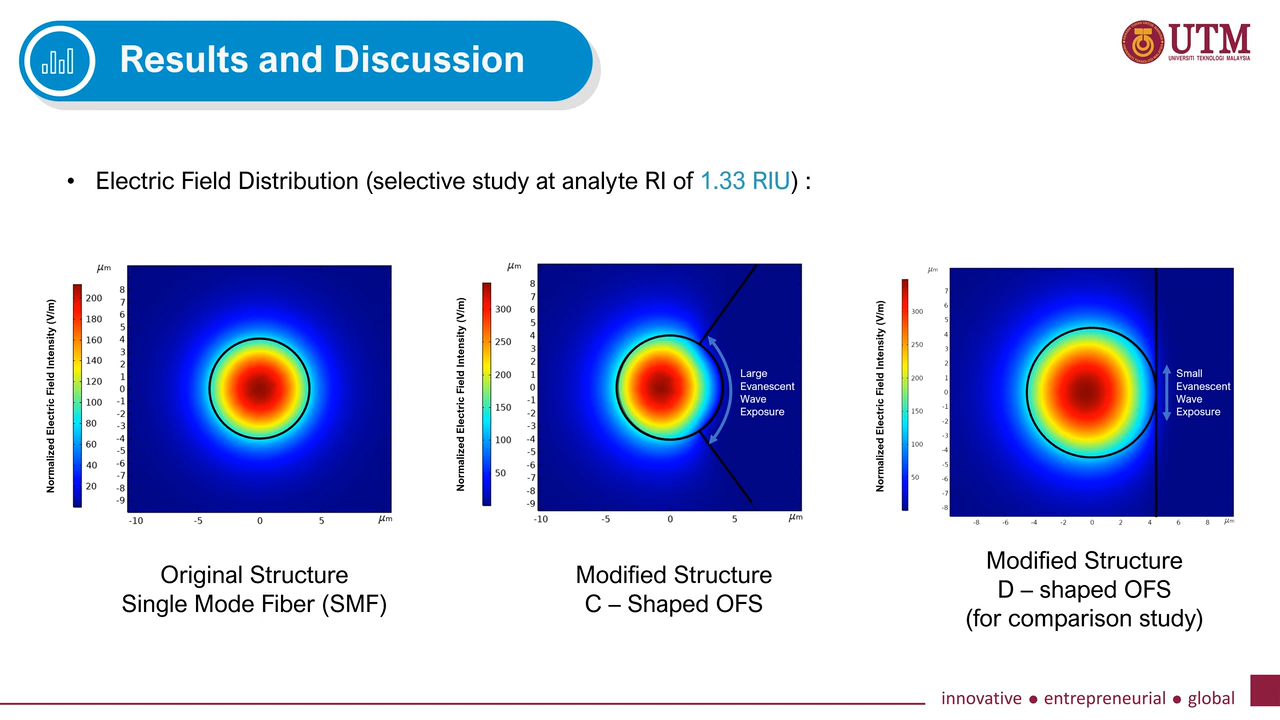 Results and Discussion
UTM
UNIVERSITI TEKNOLOGI MALAYSIA
• Electric Field Distribution (selective study at analyte RI of 1.33 RIU) :
Normalized Electric Field Intensity (V/m)
200
180
160
140
120
100
80
60
40
20
μm
8
7
6
5
4
3
2
1
0
-1
-2
-3
-4
-5
-6
-7
-8
-9
-10 -5 0 5 μm
Normalized Electric Field Intensity (V/m)
300
250
200
150
100
50
μm
8
7
6
5
4
3
2
1
0
-1
-2
-3
-4
-5
-6
-7
-8
-9
-10 -5 0 5 μm
Large
Evanescent
Wave
Exposure
Normalized Electric Field Intensity (V/m)
300
250
200
150
100
50
μm
7
6
5
4
3
2
1
0
-1
-2
-3
-4
-5
-6
-7
-8
-8 -6 -4 -2 0 2 4 6 8 μm
Small
Evanescent
Wave
Exposure
Original Structure
Single Mode Fiber (SMF)
Modified Structure
C – Shaped OFS
Modified Structure
D – shaped OFS
(for comparison study)
innovative ● entrepreneurial ● global